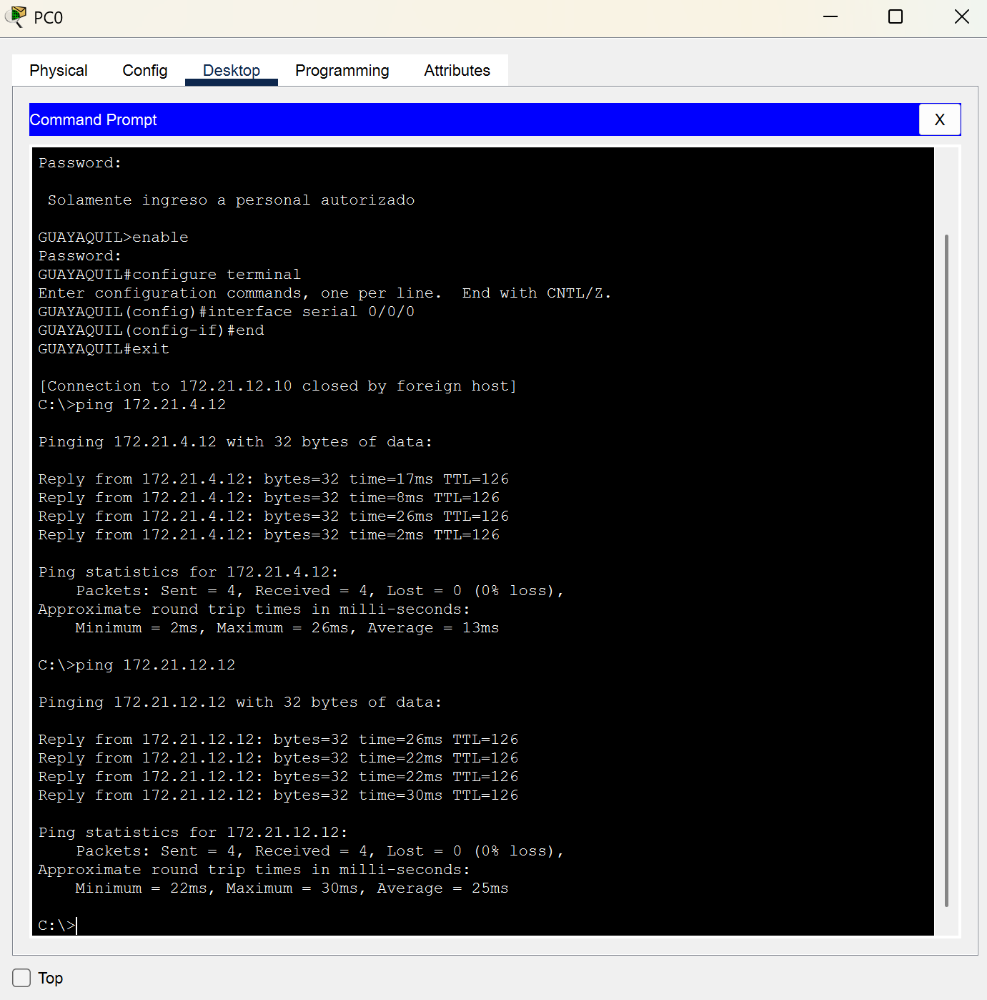 PC0
Physical Config Desktop Programming Attributes
Command Prompt X
Password:
Solamente ingreso a personal autorizado
GUAYAQUIL>enable
Password:
GUAYAQUIL#configure terminal
Enter configuration commands, one per line.  End with CNTL/Z.
GUAYAQUIL(config)#interface serial 0/0/0
GUAYAQUIL(config-if)#end
GUAYAQUIL#exit
[Connection to 172.21.12.10 closed by foreign host]
C:\>ping 172.21.4.12
Pinging 172.21.4.12 with 32 bytes of data:
Reply from 172.21.4.12: bytes=32 time=17ms TTL=126
Reply from 172.21.4.12: bytes=32 time=8ms TTL=126
Reply from 172.21.4.12: bytes=32 time=26ms TTL=126
Reply from 172.21.4.12: bytes=32 time=2ms TTL=126
Ping statistics for 172.21.4.12:
Packets: Sent = 4, Received = 4, Lost = 0 (0% loss),
Approximate round trip times in milli-seconds:
Minimum = 2ms, Maximum = 26ms, Average = 13ms
C:\>ping 172.21.12.12
Pinging 172.21.12.12 with 32 bytes of data:
Reply from 172.21.12.12: bytes=32 time=26ms TTL=126
Reply from 172.21.12.12: bytes=32 time=22ms TTL=126
Reply from 172.21.12.12: bytes=32 time=22ms TTL=126
Reply from 172.21.12.12: bytes=32 time=30ms TTL=126
Ping statistics for 172.21.12.12:
Packets: Sent = 4, Received = 4, Lost = 0 (0% loss),
Approximate round trip times in milli-seconds:
Minimum = 22ms, Maximum = 30ms, Average = 25ms
C:\>
Top